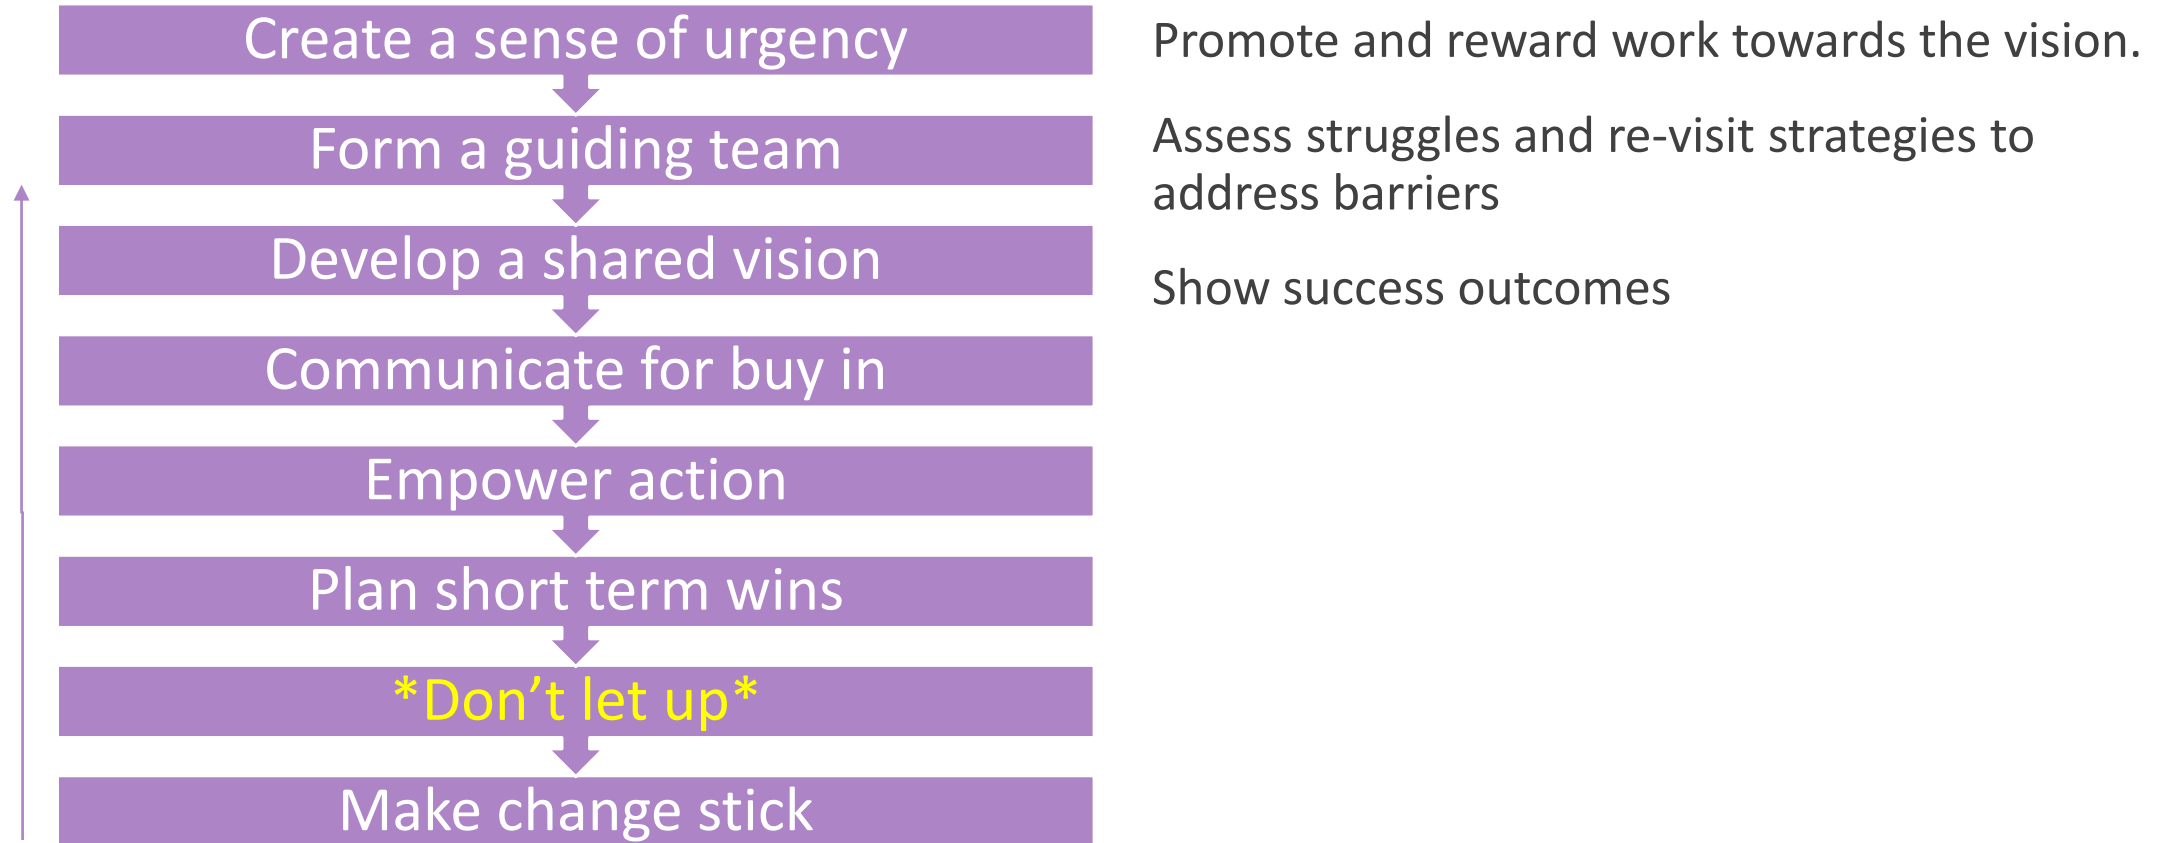 Create a sense of urgency
Form a guiding team
Develop a shared vision
Communicate for buy in
Empower action
Plan short term wins
*Don’t let up*
Make change stick
Promote and reward work towards the vision.
Assess struggles and re-visit strategies to
address barriers
Show success outcomes